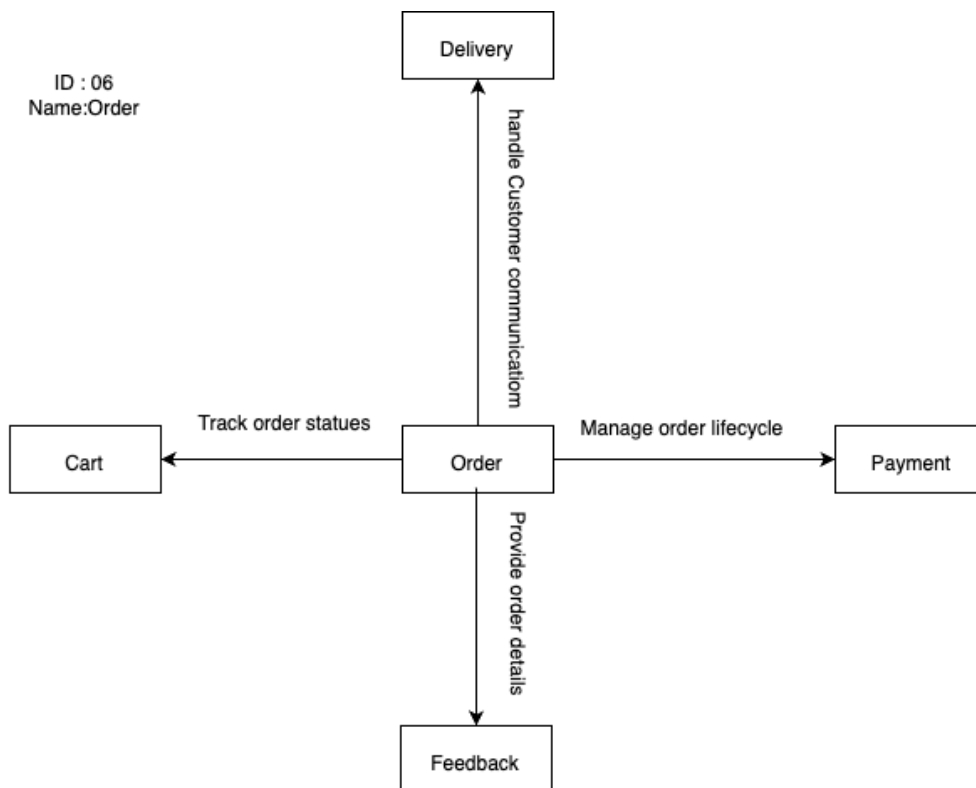 Delivery
ID : 06
Name:Order
handle Customer communicatiom
Track order statues
Manage order lifecycle
Cart
Order
Payment
Provide order details
Feedback